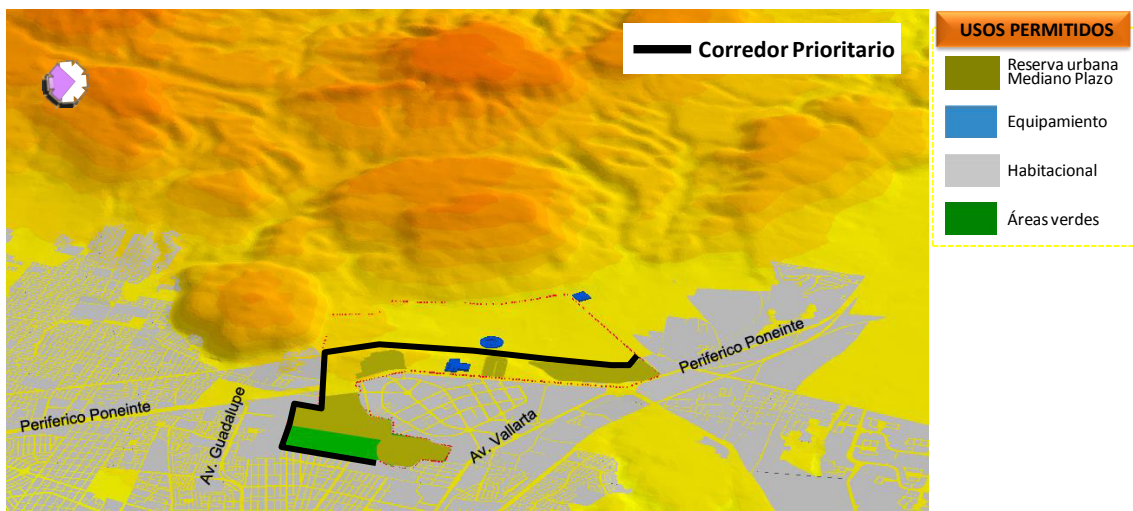 Corredor Prioritario
USOS PERMITIDOS
Reserva urbana
Mediano Plazo
Equipamiento
Habitacional
Áreas verdes
Periferico Poneinte
Periferico Poneinte
Av. Guadalupe
Av. Vallarta